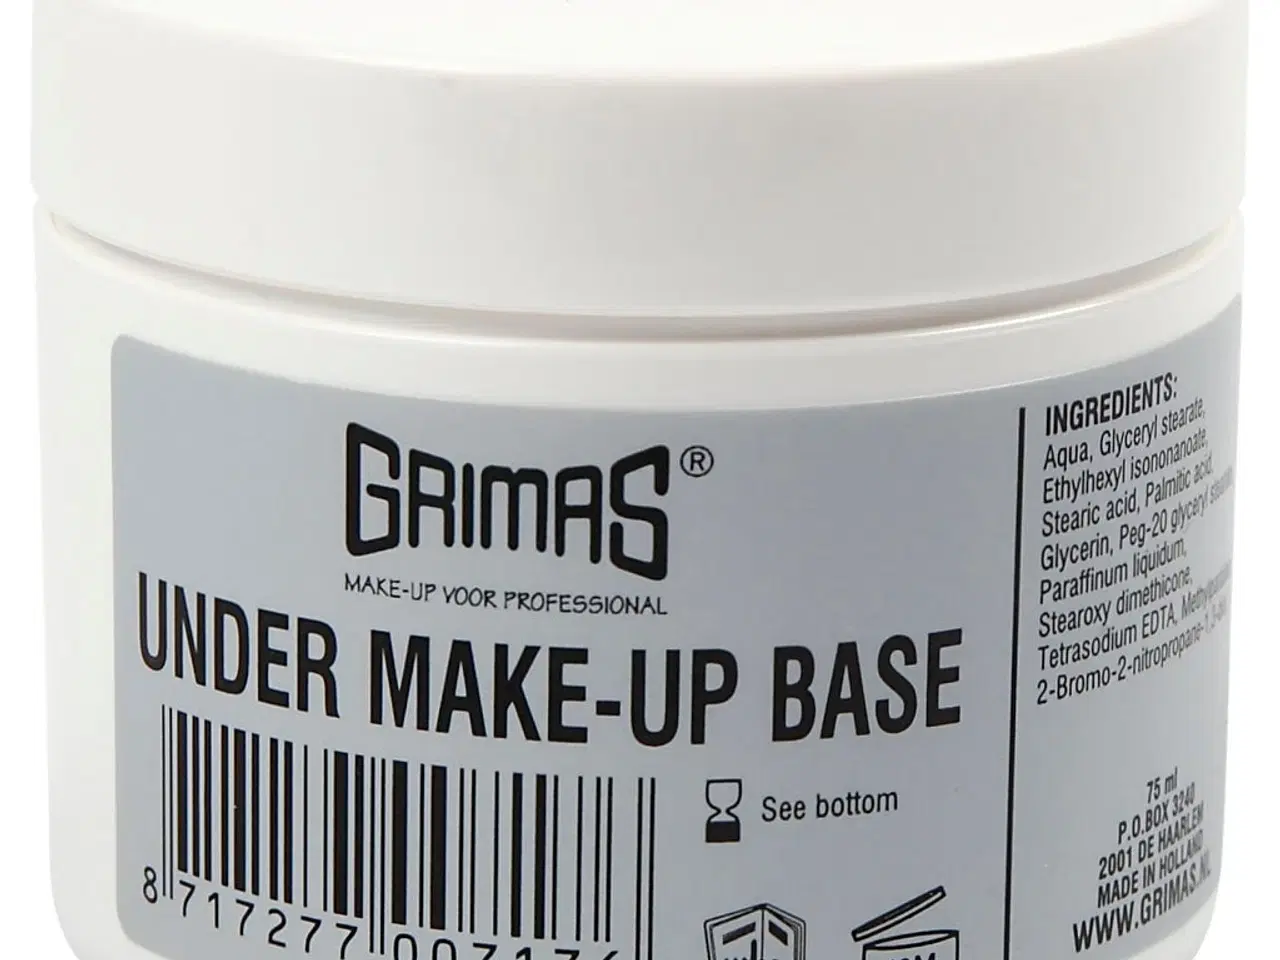 GRIMAS®
MAKE-UP VOOR PROFESSIONAL
UNDER MAKE-UP BASE
See bottom
8 717277
INGREDIENTS:
Aqua, Glyceryl stearate,
Ethylhexyl isononanoate,
Stearic acid, Palmitic acid,
Glycerin, Peg-20 glyceryl
Paraffinum liquidum,
Stearoxy dimethicone,
Tetrasodium EDTA,
2-Bromo-2-nitropropane-1,3-
75 ml
P.O.BOX 3240
2001 DE HAARLEM
MADE IN HOLLAND
WWW.GRIMAS.NL